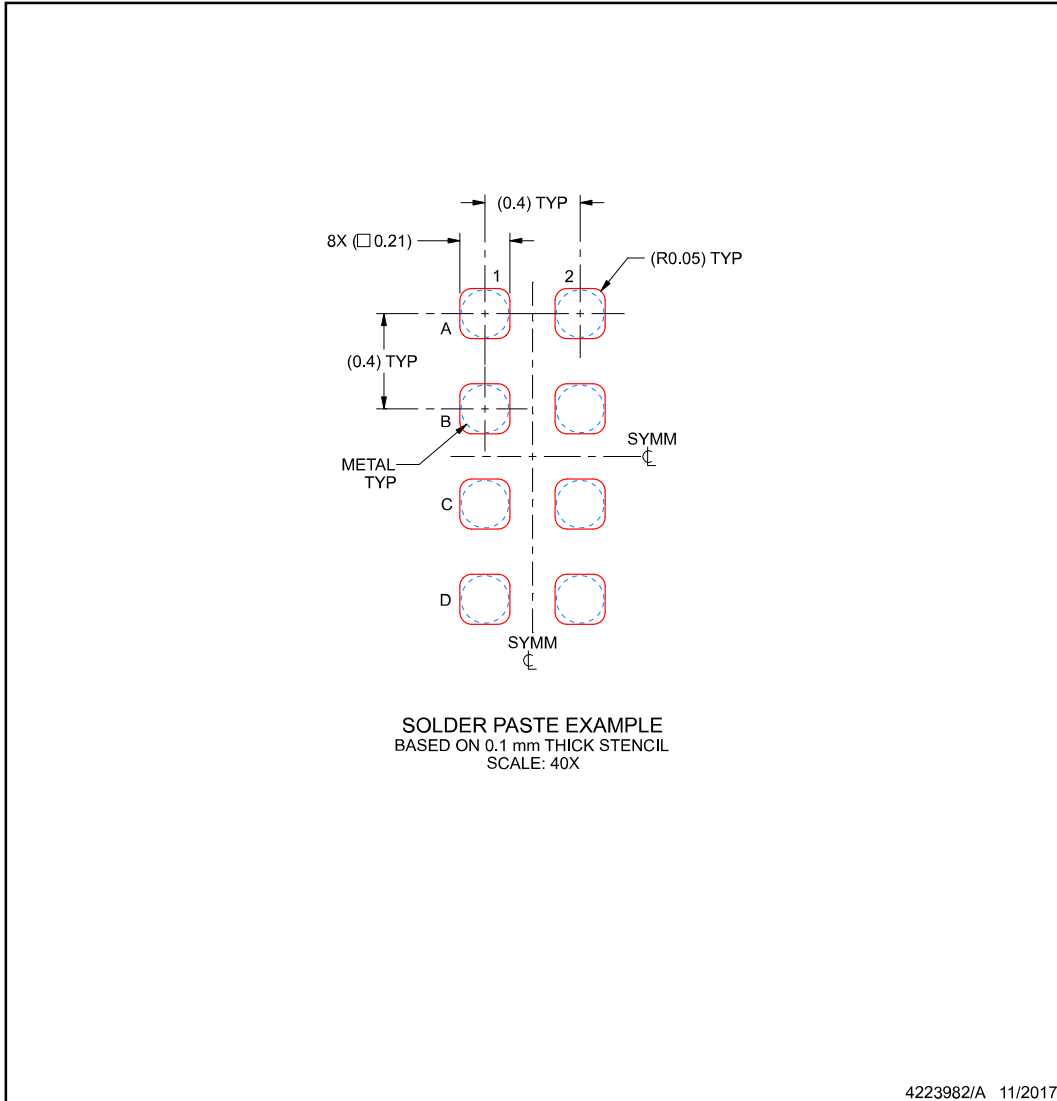 (0.4) TYP
8X (□ 0.21)
(R0.05) TYP
1
2
A
(0.4) TYP
B
SYMM
℄
METAL
TYP
C
D
SYMM
℄
SOLDER PASTE EXAMPLE
BASED ON 0.1 mm THICK STENCIL
SCALE: 40X
4223982/A 11/2017